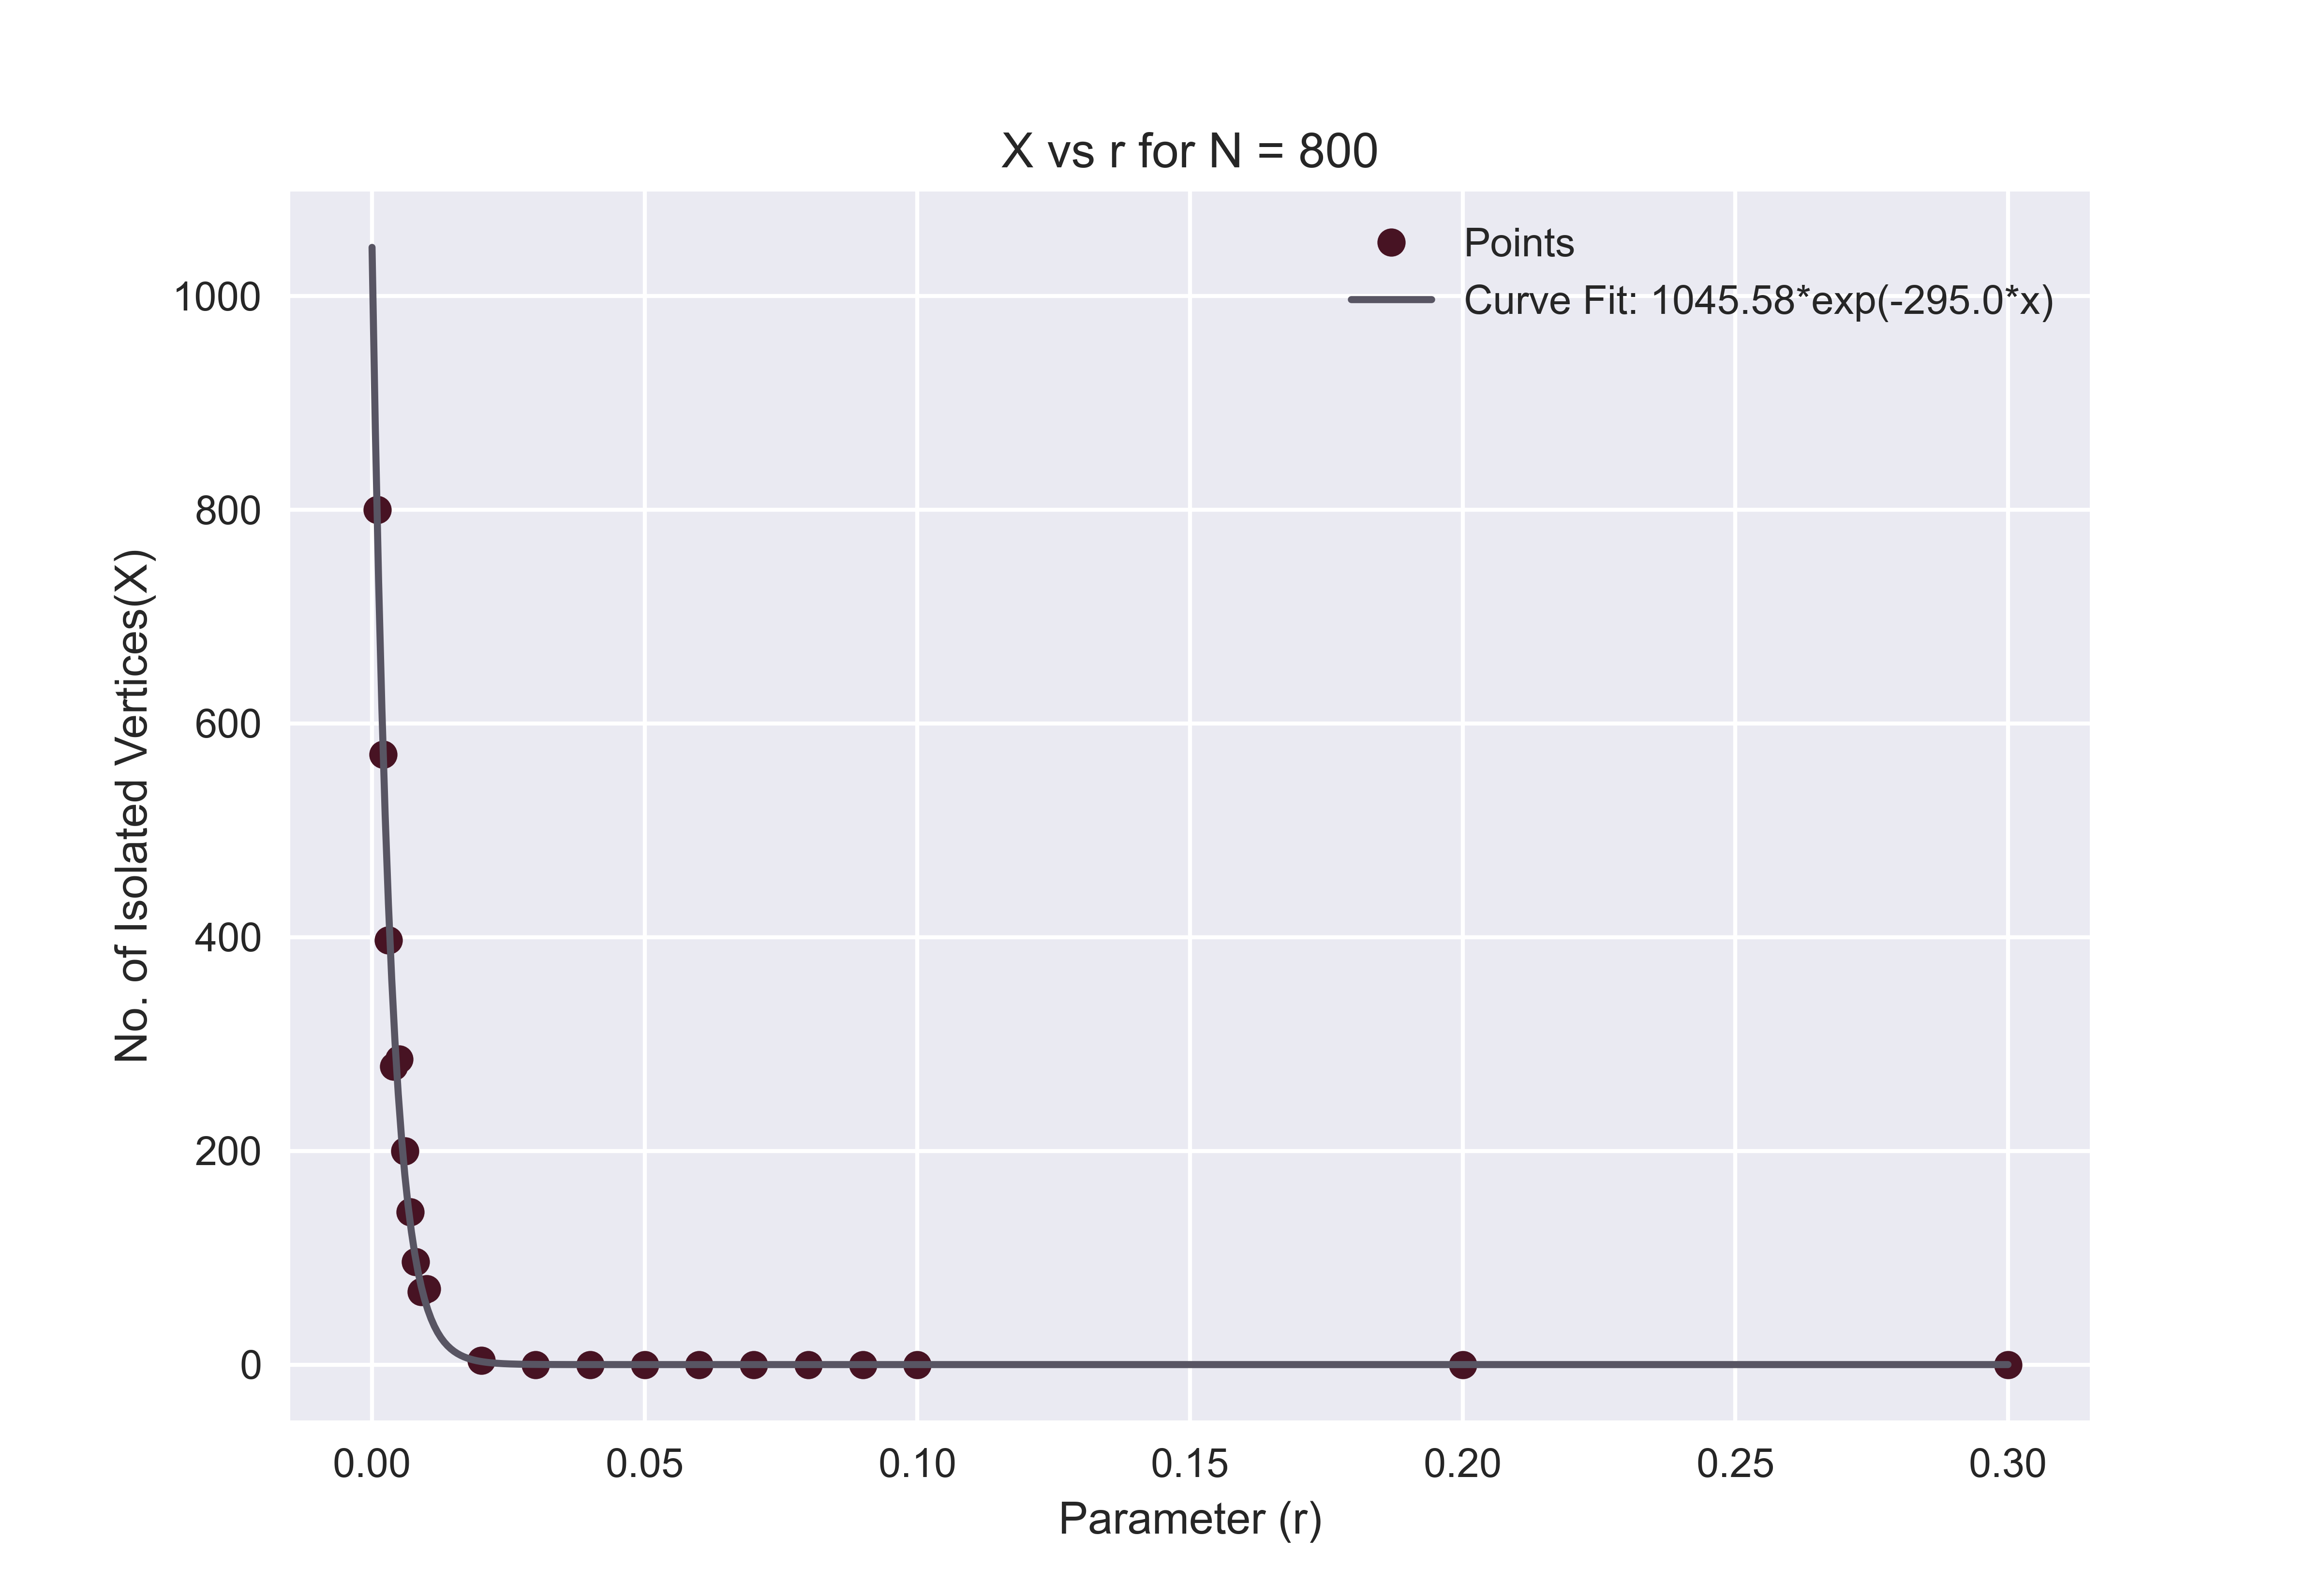 X vs r for N = 800
Points
Curve Fit: 1045.58*exp(-295.0*x)
No. of Isolated Vertices(X)
1000
800
600
400
200
0
0.00 0.05 0.10 0.15 0.20 0.25 0.30
Parameter (r)